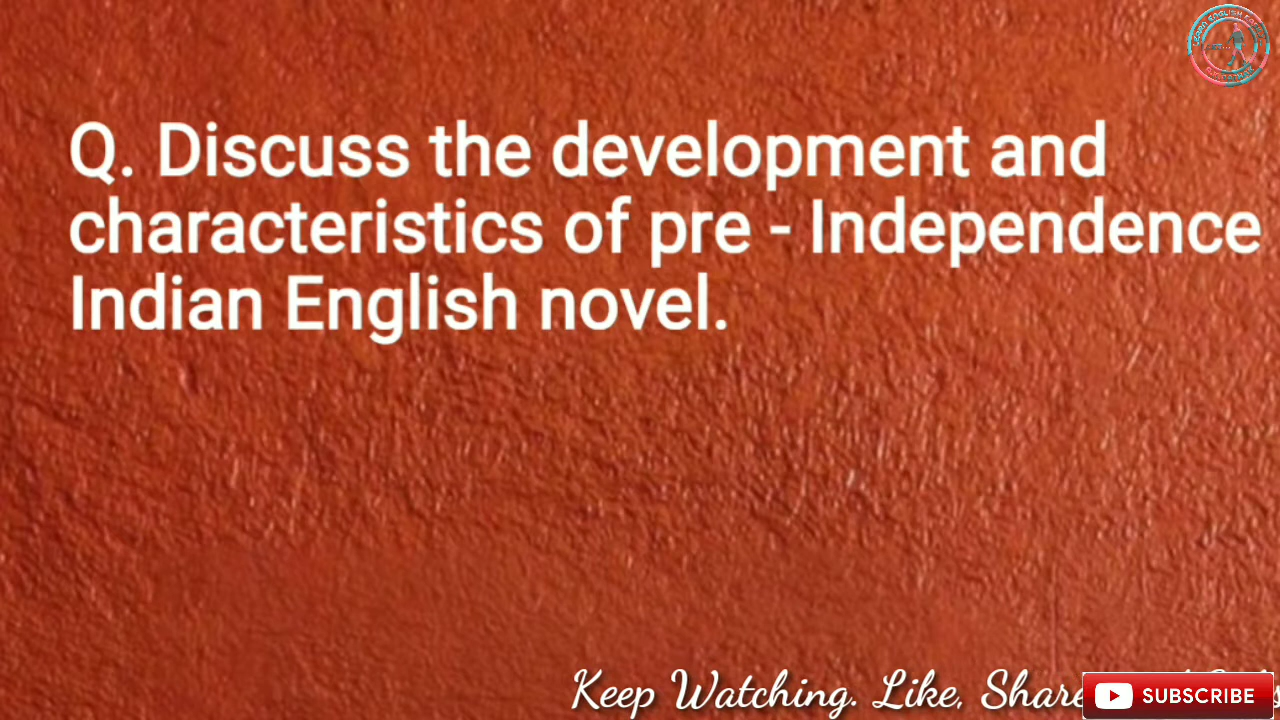 Q. Discuss the development and
characteristics of pre - Independence
Indian English novel.
Keep Watching. Like, Share
SUBSCRIBE